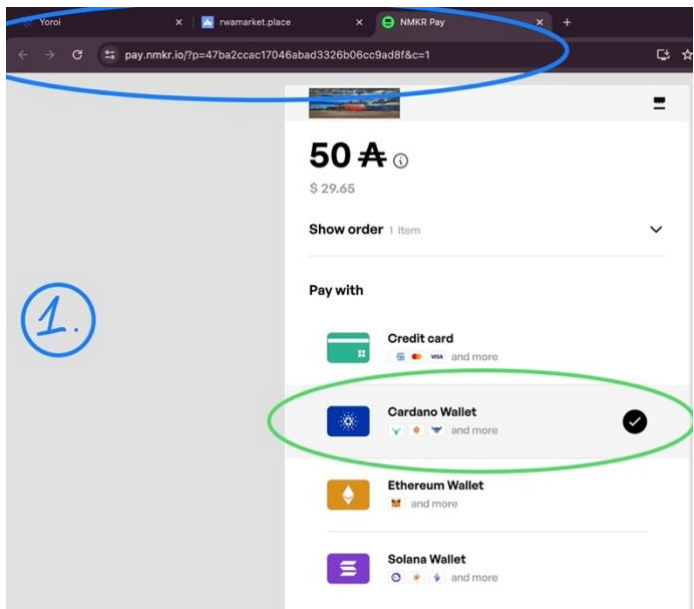 Yoroi
rwamarket.place
NMKR Pay
pay.nmkr.io/?p=47ba2ccac17046abad3326b06cc9ad8f&c=1
50 ₳
$ 29.65
Show order 1 item
Pay with
1.
Credit card
VISA and more
Cardano Wallet
and more
Ethereum Wallet
and more
Solana Wallet
and more